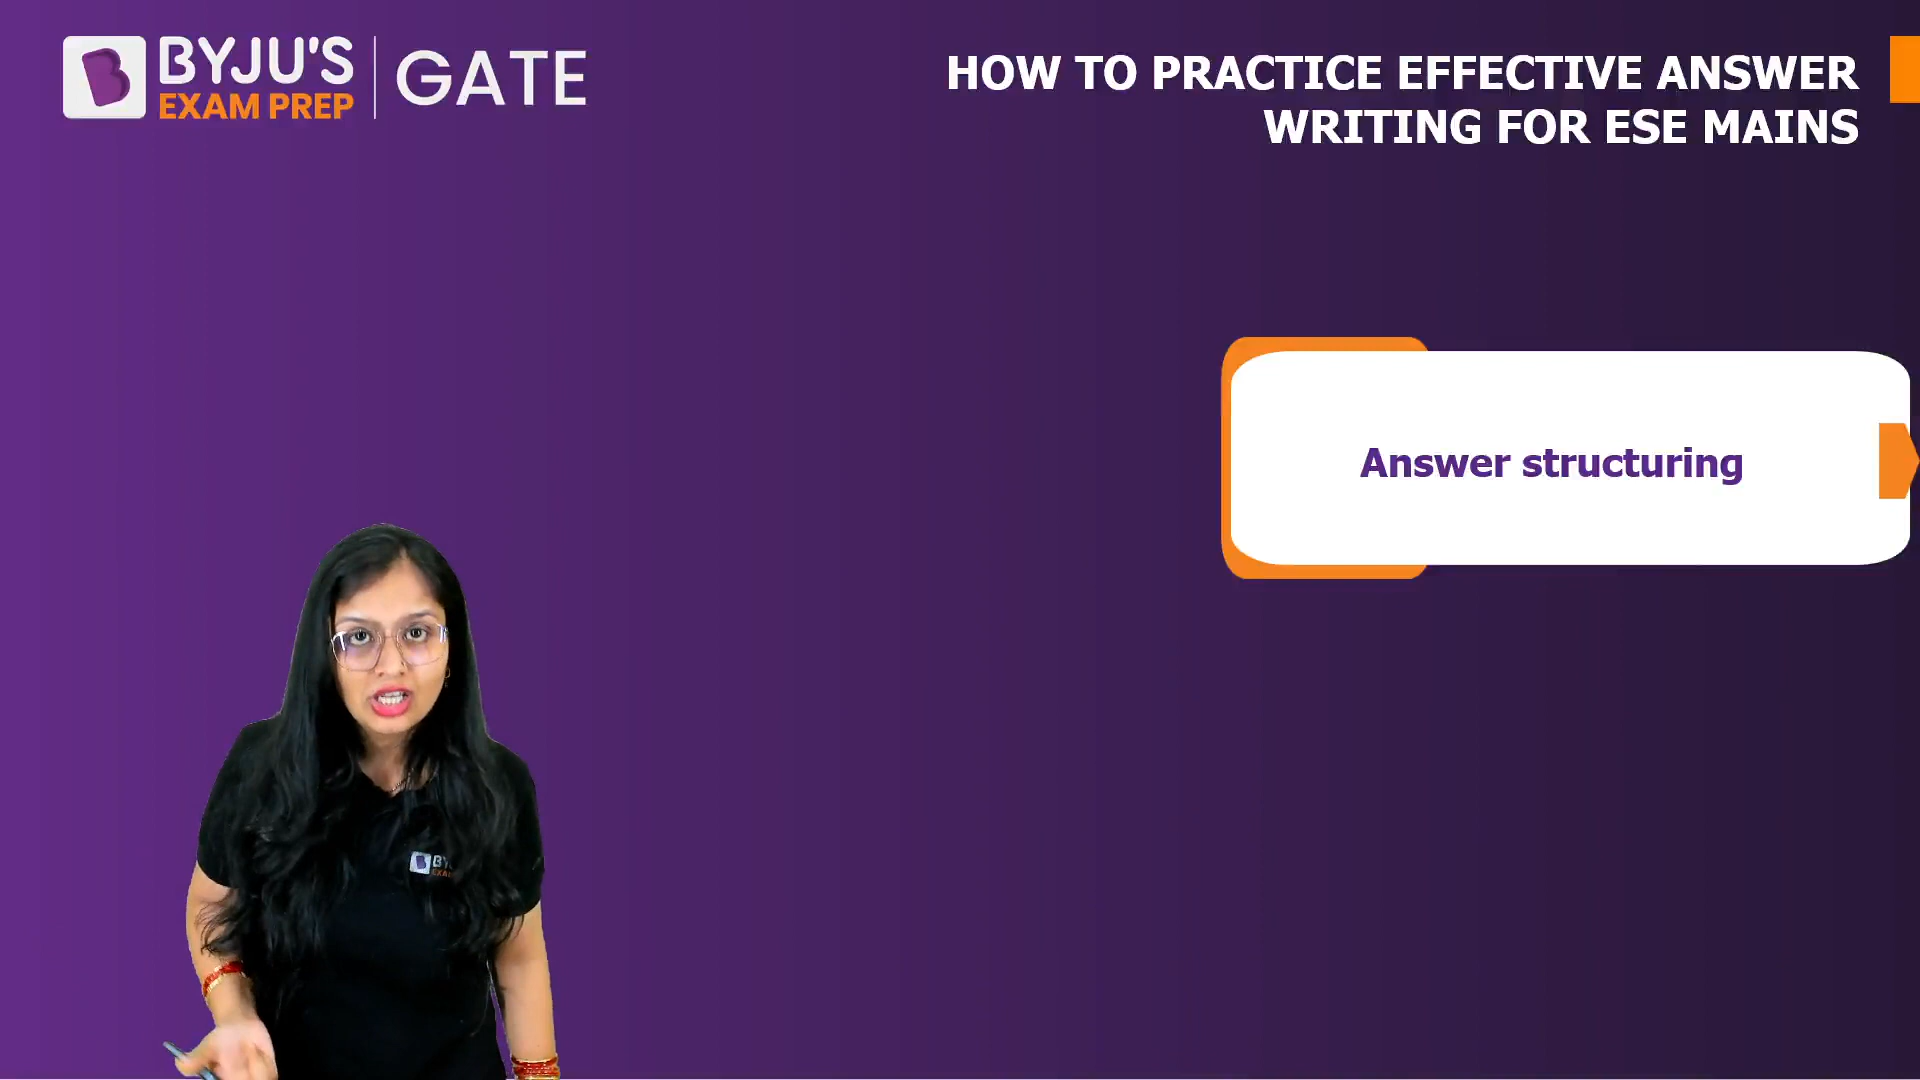 BYJU'S
EXAM PREP
GATE
HOW TO PRACTICE EFFECTIVE ANSWER
WRITING FOR ESE MAINS
Answer structuring